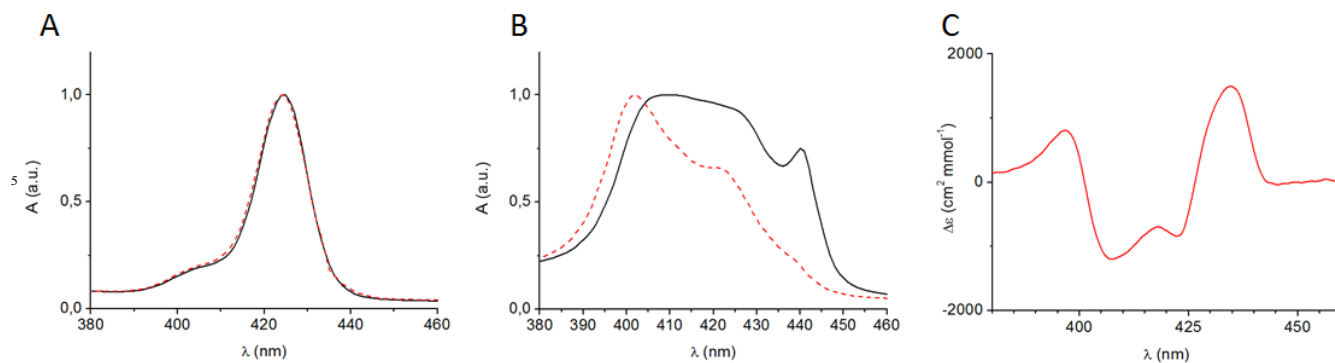 A
B
C
1,0
0,5
0,0
A (a.u.)
5
380
400
420
440
460
λ (nm)
1,0
0,5
0,0
A (a.u.)
380 390 400 410 420 430 440 450 460
λ (nm)
2000
0
-2000
Δε (cm² mmol⁻¹)
400
425
450
λ (nm)